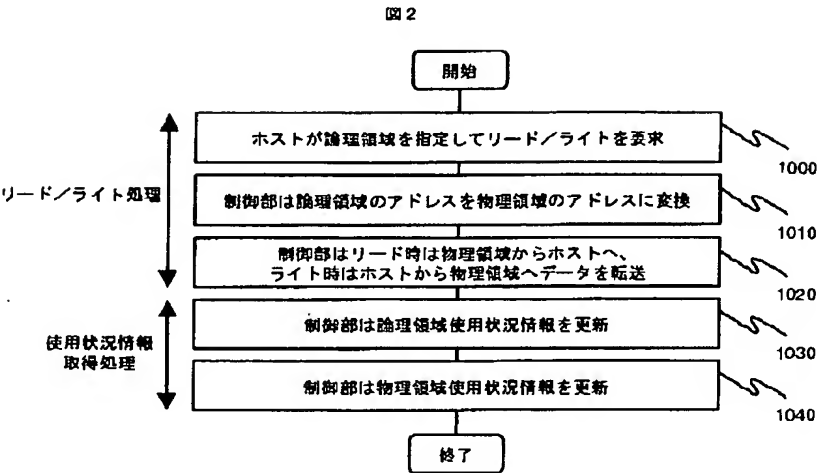 図2
開始
ホストが論理領域を指定してリード／ライトを要求
1000
リード／ライト処理
制御部は論理領域のアドレスを物理領域のアドレスに変換
1010
制御部はリード時は物理領域からホストへ、
ライト時はホストから物理領域へデータを転送
1020
使用状況情報
取得処理
制御部は論理領域使用状況情報を更新
1030
制御部は物理領域使用状況情報を更新
1040
終了